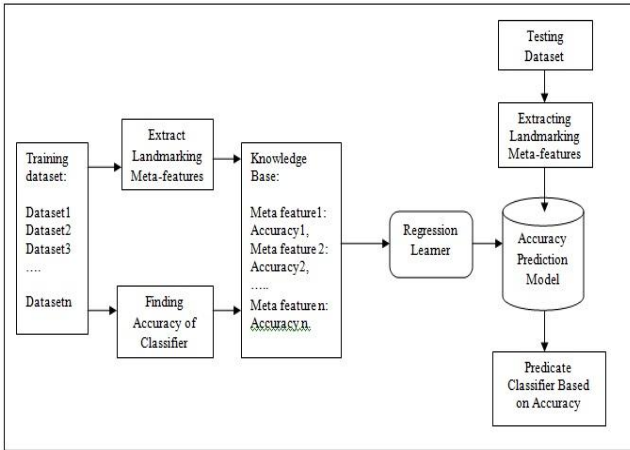 Training
dataset:
Dataset1
Dataset2
Dataset3
....
Datasetn
Extract
Landmarking
Meta-features
Finding
Accuracy of
Classifier
Knowledge
Base:
Meta feature1:
Accuracy1,
Meta feature 2:
Accuracy2,
.....
Meta feature n:
Accuracy n.
Regression
Learner
Testing
Dataset
Extracting
Landmarking
Meta-features
Accuracy
Prediction
Model
Predicate
Classifier Based
on Accuracy